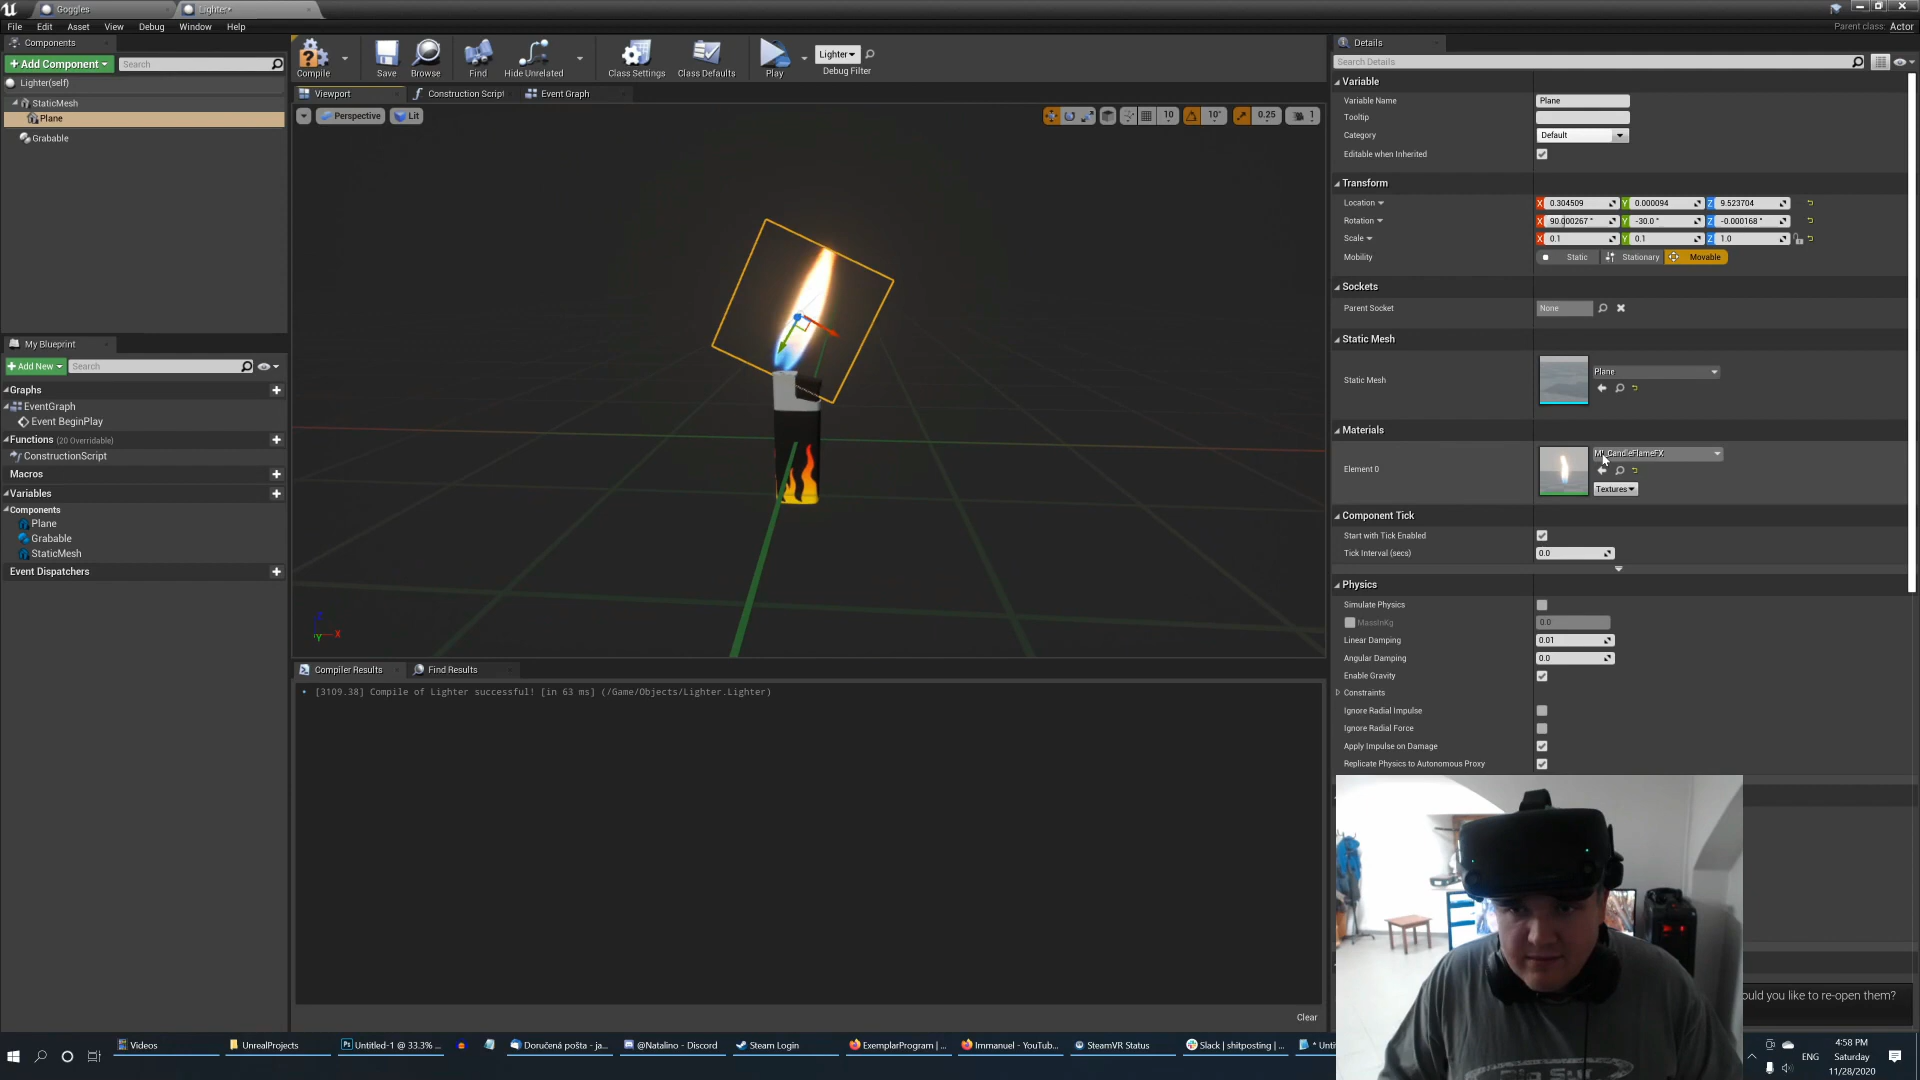 Goggles
Lighter*
File Edit Asset View Debug Window Help
Parent class: Actor
Components
+ Add Component
Search
Lighter(self)
StaticMesh
Plane
Grabable
Compile
Save
Browse
Find
Hide Unrelated
Class Settings
Class Defaults
Play
Lighter
Debug Filter
Viewport
Construction Script
Event Graph
Perspective
Lit
10
10°
0.25
1
X
Y
My Blueprint
+ Add New
Search
Graphs
EventGraph
Event BeginPlay
Functions (20 Overridable)
ConstructionScript
Macros
Variables
Components
Plane
Grabable
StaticMesh
Event Dispatchers
Compiler Results
Find Results
[3109.38] Compile of Lighter successful! [in 63 ms] (/Game/Objects/Lighter.Lighter)
Clear
Details
Search Details
Variable
Variable Name Plane
Tooltip
Category Default
Editable when Inherited
Transform
Location X 0.304509 Y 0.000094 Z 9.523704
Rotation X 90.000267 ° Y -30.0 ° Z -0.000168 °
Scale X 0.1 Y 0.1 Z 1.0
Mobility Static Stationary Movable
Sockets
Parent Socket None
Static Mesh
Static Mesh Plane
Materials
Element 0 MI_CandleFlameFX
Textures
Component Tick
Start with Tick Enabled
Tick Interval (secs) 0.0
Physics
Simulate Physics
MassInKg 0.0
Linear Damping 0.01
Angular Damping 0.0
Enable Gravity
Constraints
Ignore Radial Impulse
Ignore Radial Force
Apply Impulse on Damage
Replicate Physics to Autonomous Proxy
ould you like to re-open them?
Videos
UnrealProjects
Untitled-1 @ 33.3% ...
Doručená pošta - ja...
@Natalino - Discord
Steam Login
ExemplarProgram | ...
Immanuel - YouTub...
SteamVR Status
Slack | shitposting | ...
* Unti
ENG
4:58 PM
Saturday
11/28/2020